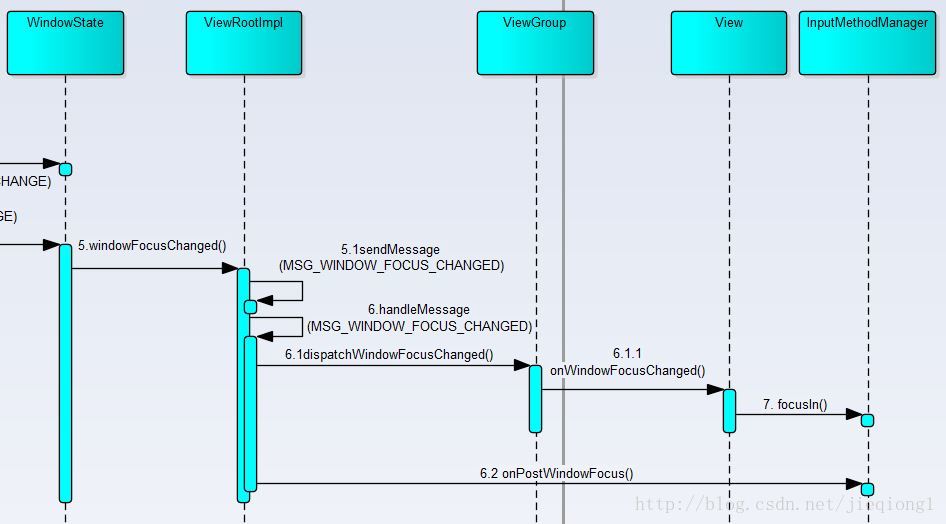 WindowState
ViewRootImpl
ViewGroup
View
InputMethodManager
CHANGE)
GE)
5.windowFocusChanged()
5.1sendMessage
(MSG_WINDOW_FOCUS_CHANGED)
6.handleMessage
(MSG_WINDOW_FOCUS_CHANGED)
6.1dispatchWindowFocusChanged()
6.1.1
onWindowFocusChanged()
7. focusIn()
6.2 onPostWindowFocus()
http://blog.csdn.net/jieqiong1